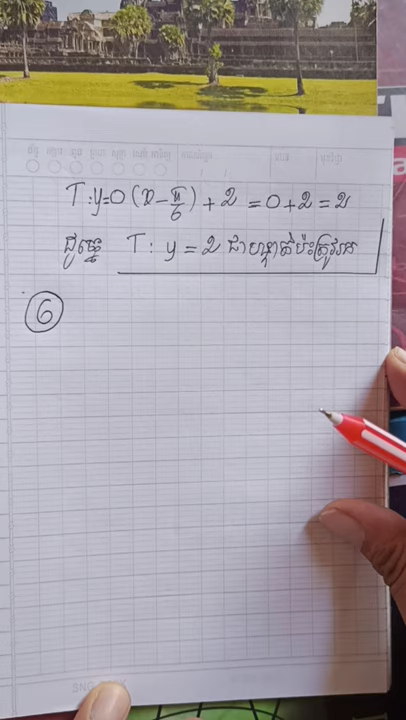 T:y=0(x-π/6)+2 =0+2=2
ដូចនេះ T: y = 2 ជាបន្ទាត់ប៉ះត្រូវរក
6